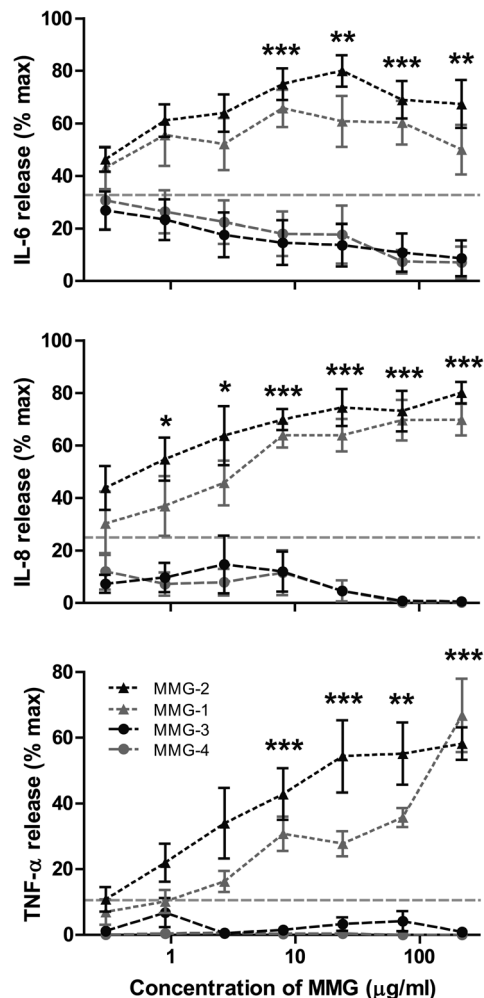 *** ** *** **
100
80
60
40
20
0
IL-6 release (% max)
* * *** *** *** ***
100
80
60
40
20
0
IL-8 release (% max)
*** *** ** ***
80
60
40
20
0
TNF-α release (% max)
MMG-2
MMG-1
MMG-3
MMG-4
1 10 100
Concentration of MMG (μg/ml)